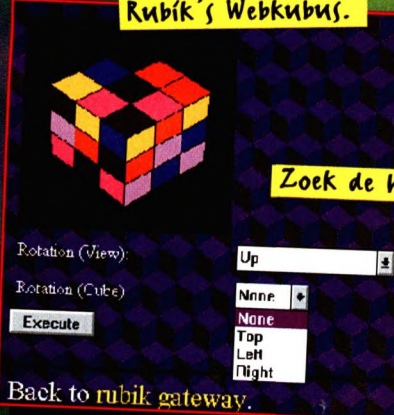 Rubik's Webkubus.
Zoek de
Rotation (View):
Up
Rotation (Cube)
None
None
Top
Left
Right
Execute
Back to rubik gateway.